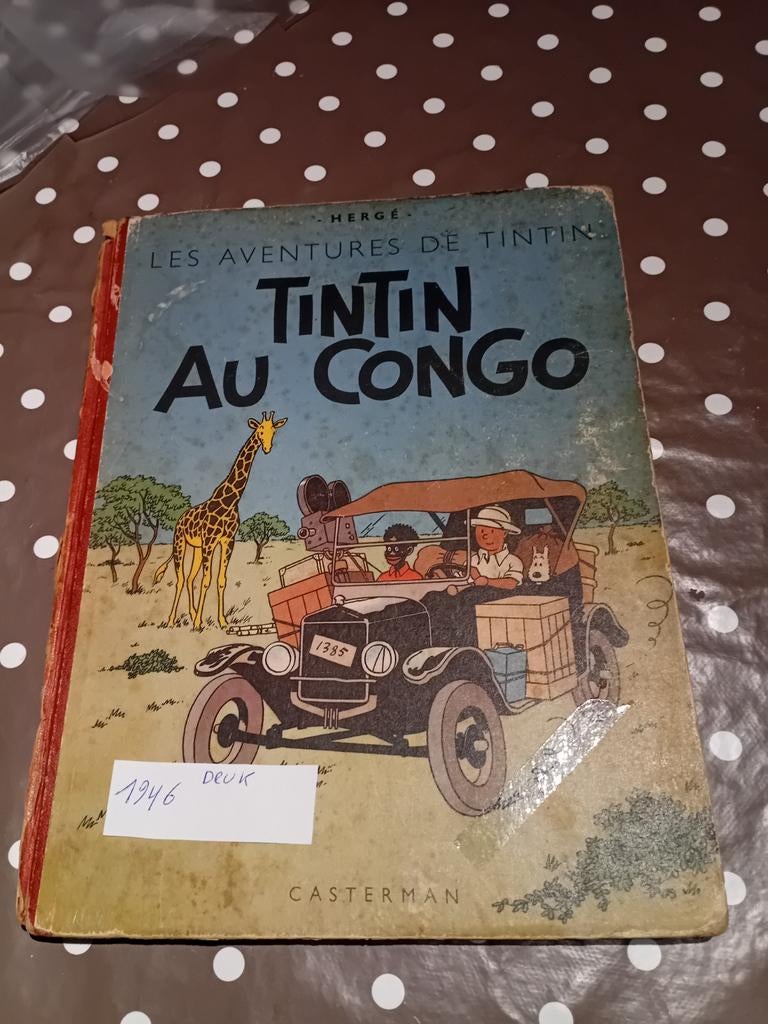 - HERGÉ -
LES AVENTURES DE TINTIN
TINTIN
AU CONGO
1385
1946 DRUK
CASTERMAN